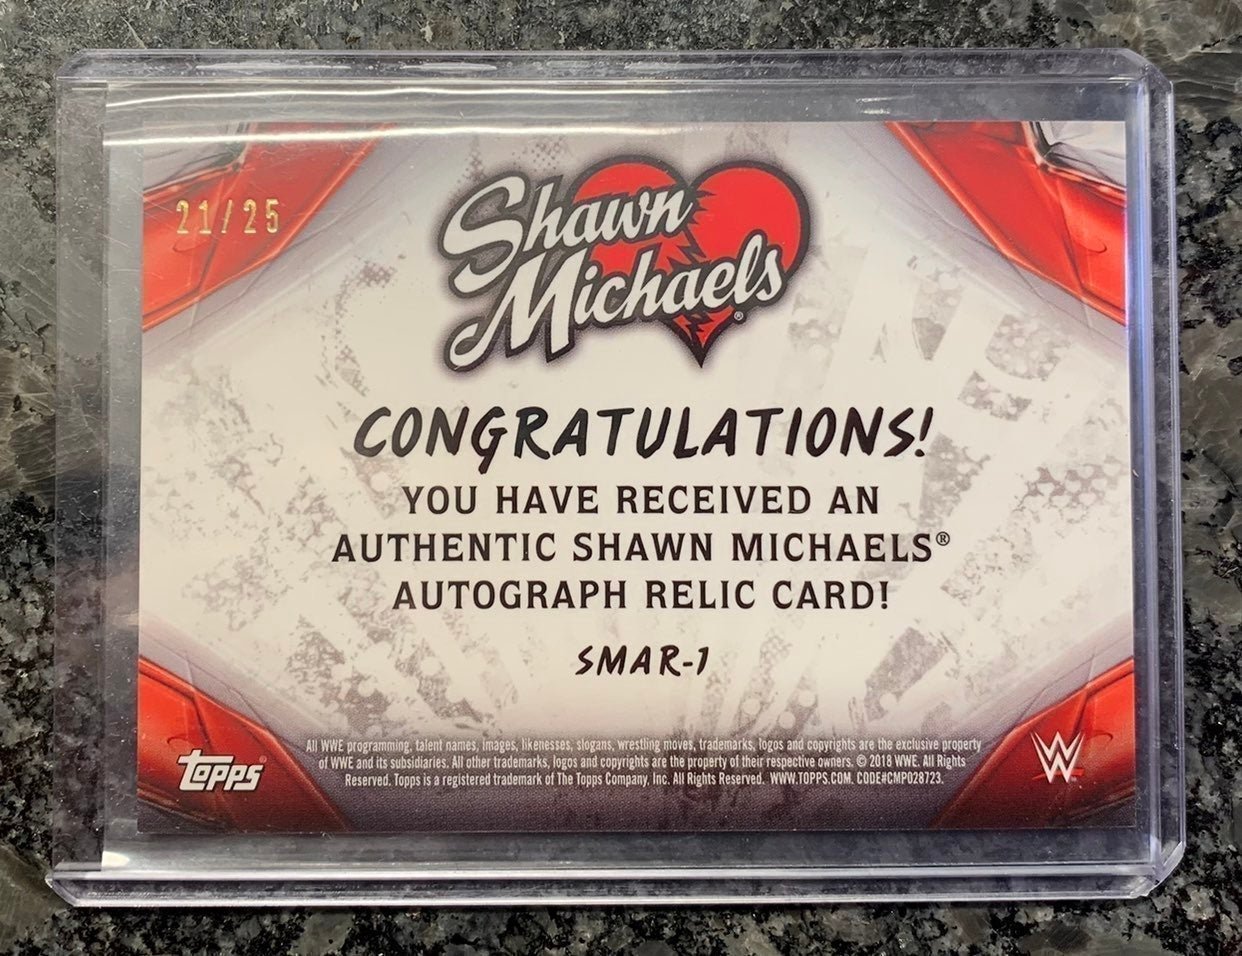 21/25
Shawn
Michaels®
CONGRATULATIONS!
YOU HAVE RECEIVED AN
AUTHENTIC SHAWN MICHAELS®
AUTOGRAPH RELIC CARD!
SMAR-1
All WWE programming, talent names, images, likenesses, slogans, wrestling moves, trademarks, logos and copyrights are the exclusive property
of WWE and its subsidiaries. All other trademarks, logos and copyrights are the property of their respective owners. © 2018 WWE. All Rights
Reserved. Topps is a registered trademark of The Topps Company, Inc. All Rights Reserved. WWW.TOPPS.COM. CODE#CMP028723.
topps®
W